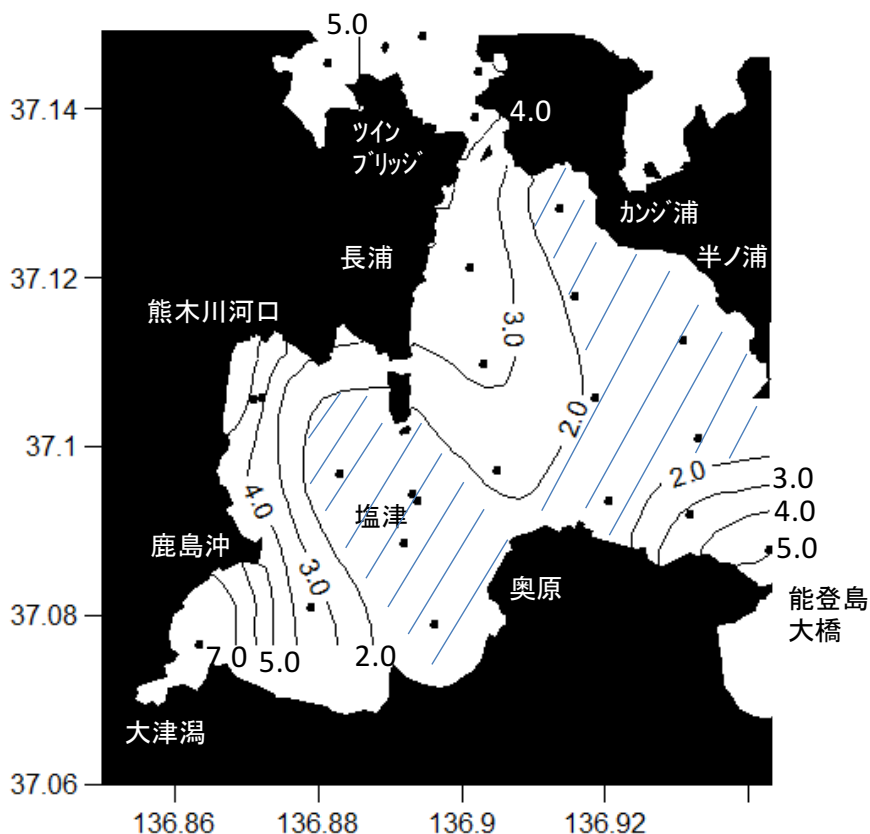 5.0
37.14
4.0
ツイン
ブリッジ
カンジ浦
長浦
半ノ浦
37.12
熊木川河口
3.0
2.0
37.1
2.0
3.0
4.0
4.0
塩津
5.0
鹿島沖
3.0
奥原
能登島
大橋
37.08
7.0
5.0
2.0
大津潟
37.06
136.86
136.88
136.9
136.92